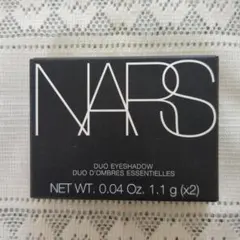 NARS
DUO EYESHADOW
DUO D'OMBRES ESSENTIELLES
NET WT. 0.04 Oz. 1.1 g (x2)